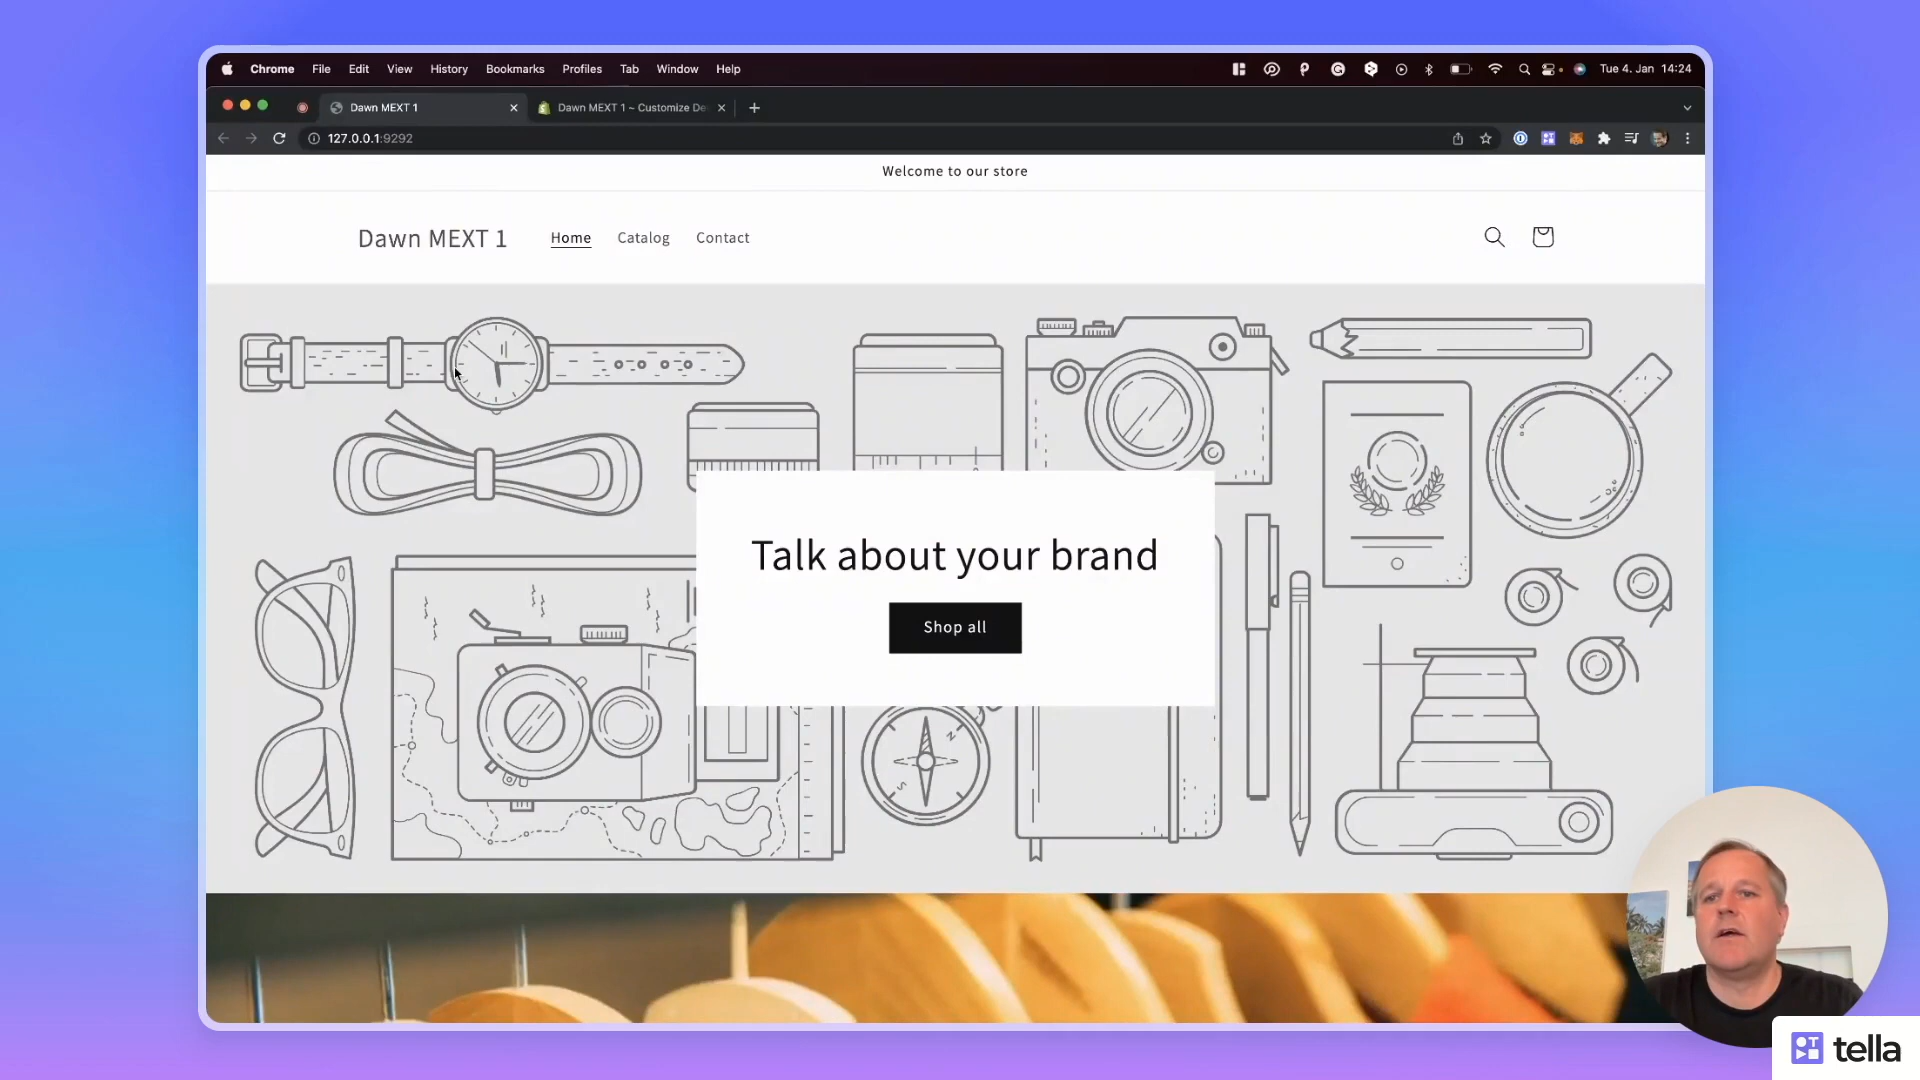 Chrome File Edit View History Bookmarks Profiles Tab Window Help Tue 4. Jan 14:24
Dawn MEXT 1 Dawn MEXT 1 ~ Customize De
127.0.0.1:9292
Welcome to our store
Dawn MEXT 1 Home Catalog Contact
Talk about your brand
Shop all
N
S
tella